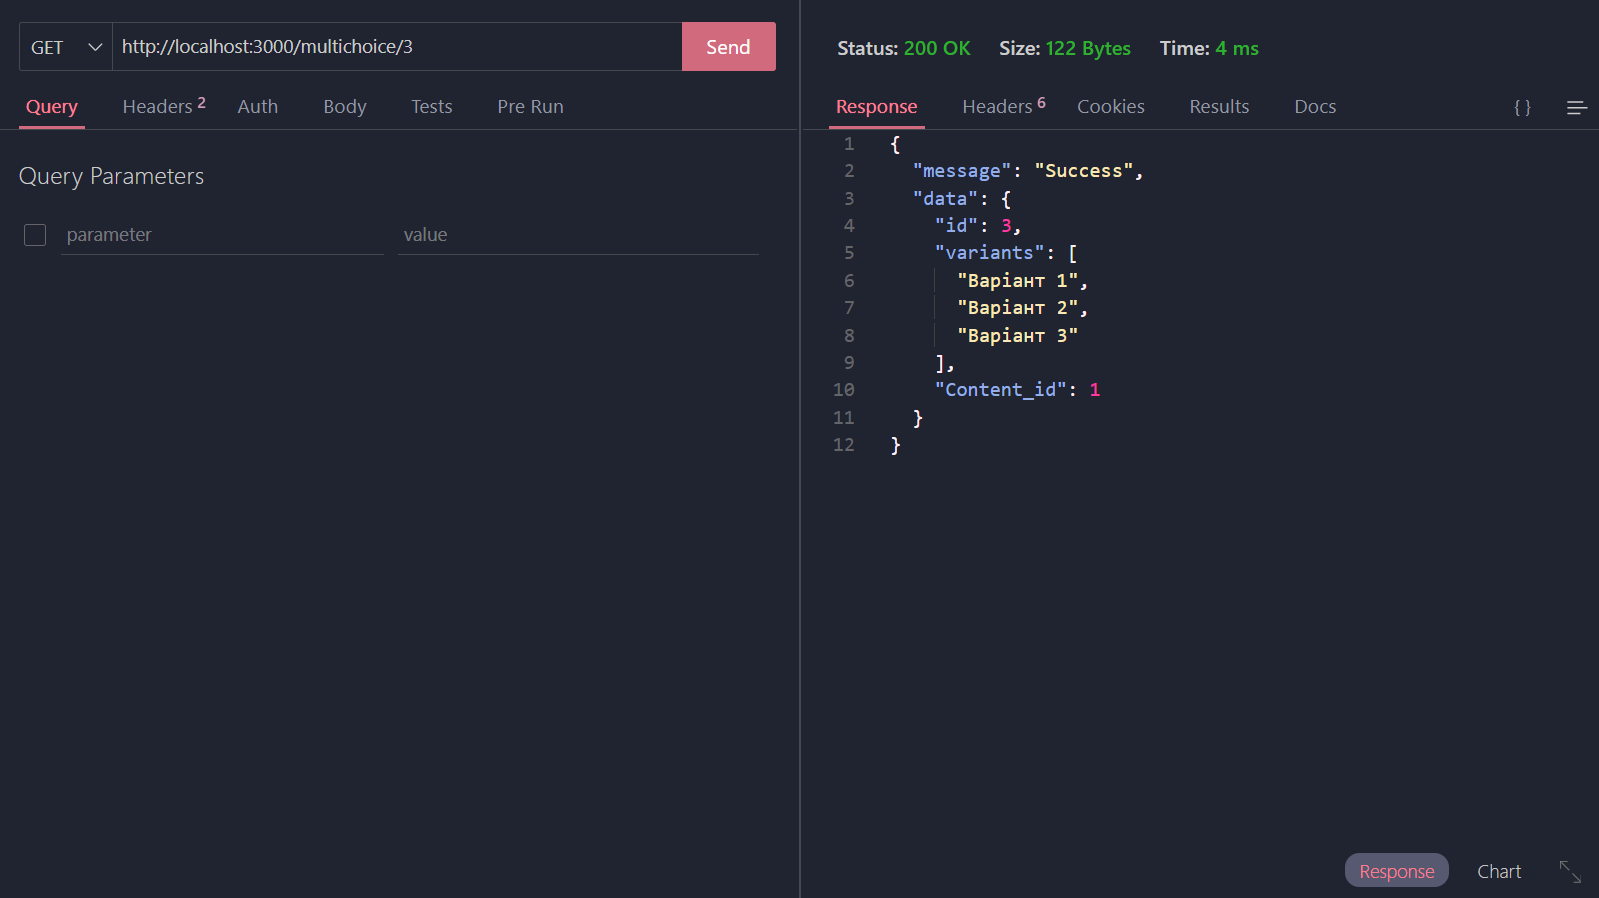 GET http://localhost:3000/multichoice/3 Send
Query Headers 2 Auth Body Tests Pre Run
Query Parameters
parameter value
Status: 200 OK Size: 122 Bytes Time: 4 ms
Response Headers 6 Cookies Results Docs { }
1 {
2 "message": "Success",
3 "data": {
4 "id": 3,
5 "variants": [
6 "Варіант 1",
7 "Варіант 2",
8 "Варіант 3"
9 ],
10 "Content_id": 1
11 }
12 }
Response Chart